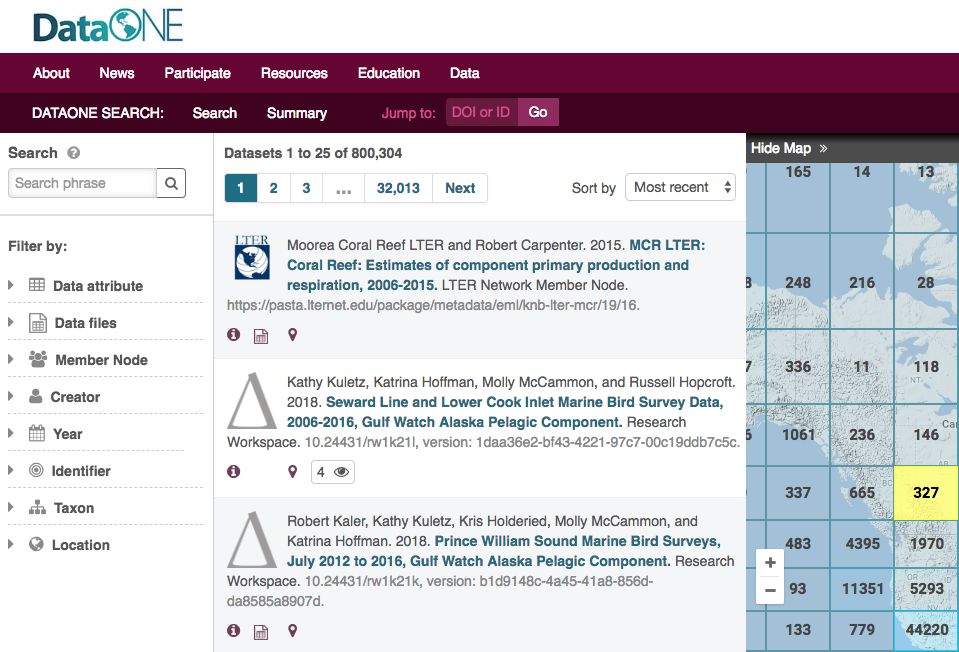 DataONE
About News Participate Resources Education Data
DATAONE SEARCH: Search Summary Jump to: DOI or ID Go
Search
Search phrase
Filter by:
Data attribute
Data files
Member Node
Creator
Year
Identifier
Taxon
Location
Datasets 1 to 25 of 800,304
1 2 3 ... 32,013 Next
Sort by Most recent
LTER
Moorea Coral Reef LTER and Robert Carpenter. 2015. MCR LTER:
Coral Reef: Estimates of component primary production and
respiration, 2006-2015. LTER Network Member Node.
https://pasta.lternet.edu/package/metadata/eml/knb-lter-mcr/19/16.
Kathy Kuletz, Katrina Hoffman, Molly McCammon, and Russell Hopcroft.
2018. Seward Line and Lower Cook Inlet Marine Bird Survey Data,
2006-2016, Gulf Watch Alaska Pelagic Component. Research
Workspace. 10.24431/rw1k21l, version: 1daa36e2-bf43-4221-97c7-00c19ddb7c5c.
4
Robert Kaler, Kathy Kuletz, Kris Holderied, Molly McCammon, and
Katrina Hoffman. 2018. Prince William Sound Marine Bird Surveys,
July 2012 to 2016, Gulf Watch Alaska Pelagic Component. Research
Workspace. 10.24431/rw1k21k, version: b1d9148c-4a45-41a8-856d-
da8585a8907d.
Hide Map »
165 14 13
248 216 28
336 11 118
NT
1061 236 146
AB
BC
337 665 327
483 4395 1970
OR ID
93 11351 5293
NV
133 779 44220
+
−